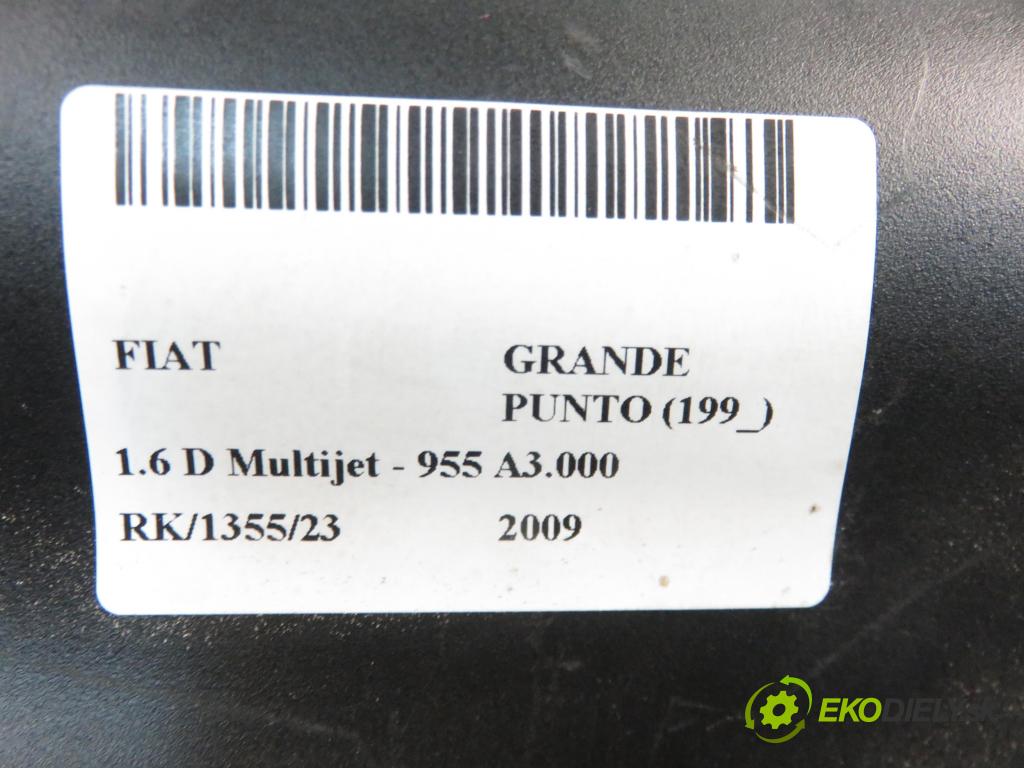 FIAT GRANDE
PUNTO (199_)
1.6 D Multijet - 955 A3.000
RK/1355/23 2009
EKODIELY.SK